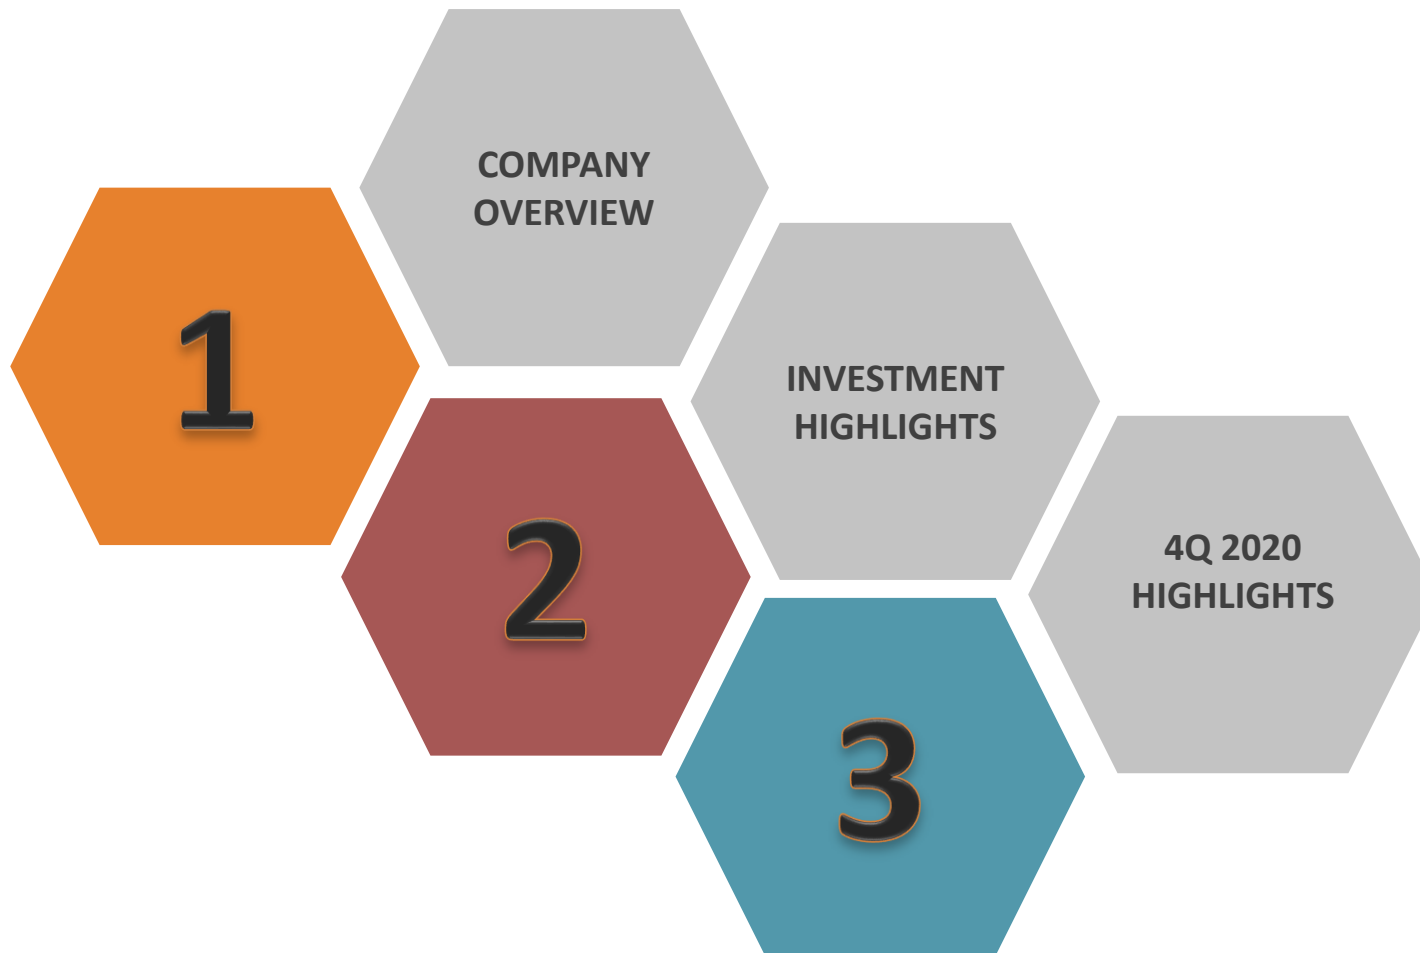 1
COMPANY
OVERVIEW
2
INVESTMENT
HIGHLIGHTS
3
4Q 2020
HIGHLIGHTS